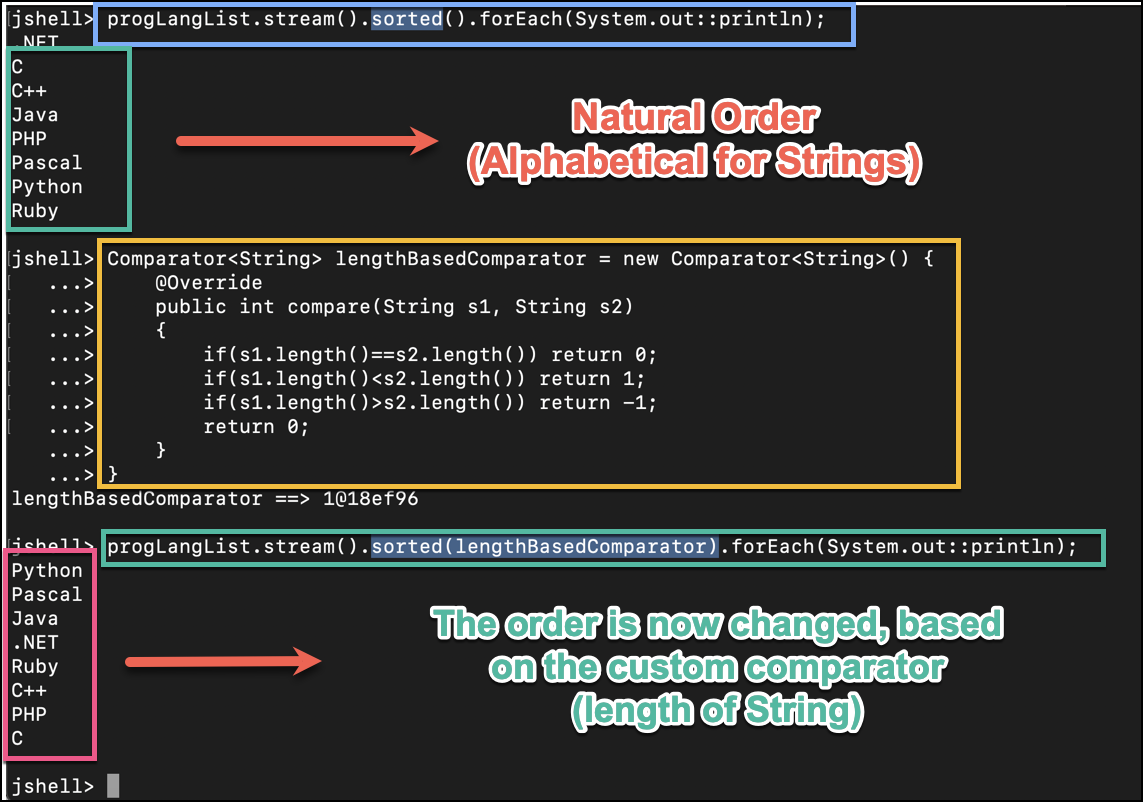 jshell> progLangList.stream().sorted().forEach(System.out::println);
.NET
C
C++
Java
PHP
Pascal
Python
Ruby
Natural Order
(Alphabetical for Strings)
[jshell> Comparator<String> lengthBasedComparator = new Comparator<String>() {
[   ...>     @Override
[   ...>     public int compare(String s1, String s2)
[   ...>     {
[   ...>         if(s1.length()==s2.length()) return 0;
[   ...>         if(s1.length()<s2.length()) return 1;
[   ...>         if(s1.length()>s2.length()) return -1;
[   ...>         return 0;
   ...>     }
   ...> }
lengthBasedComparator ==> 1@18ef96
[jshell> progLangList.stream().sorted(lengthBasedComparator).forEach(System.out::println);
Python
Pascal
Java
.NET
Ruby
C++
PHP
C
The order is now changed, based
on the custom comparator
(length of String)
jshell>